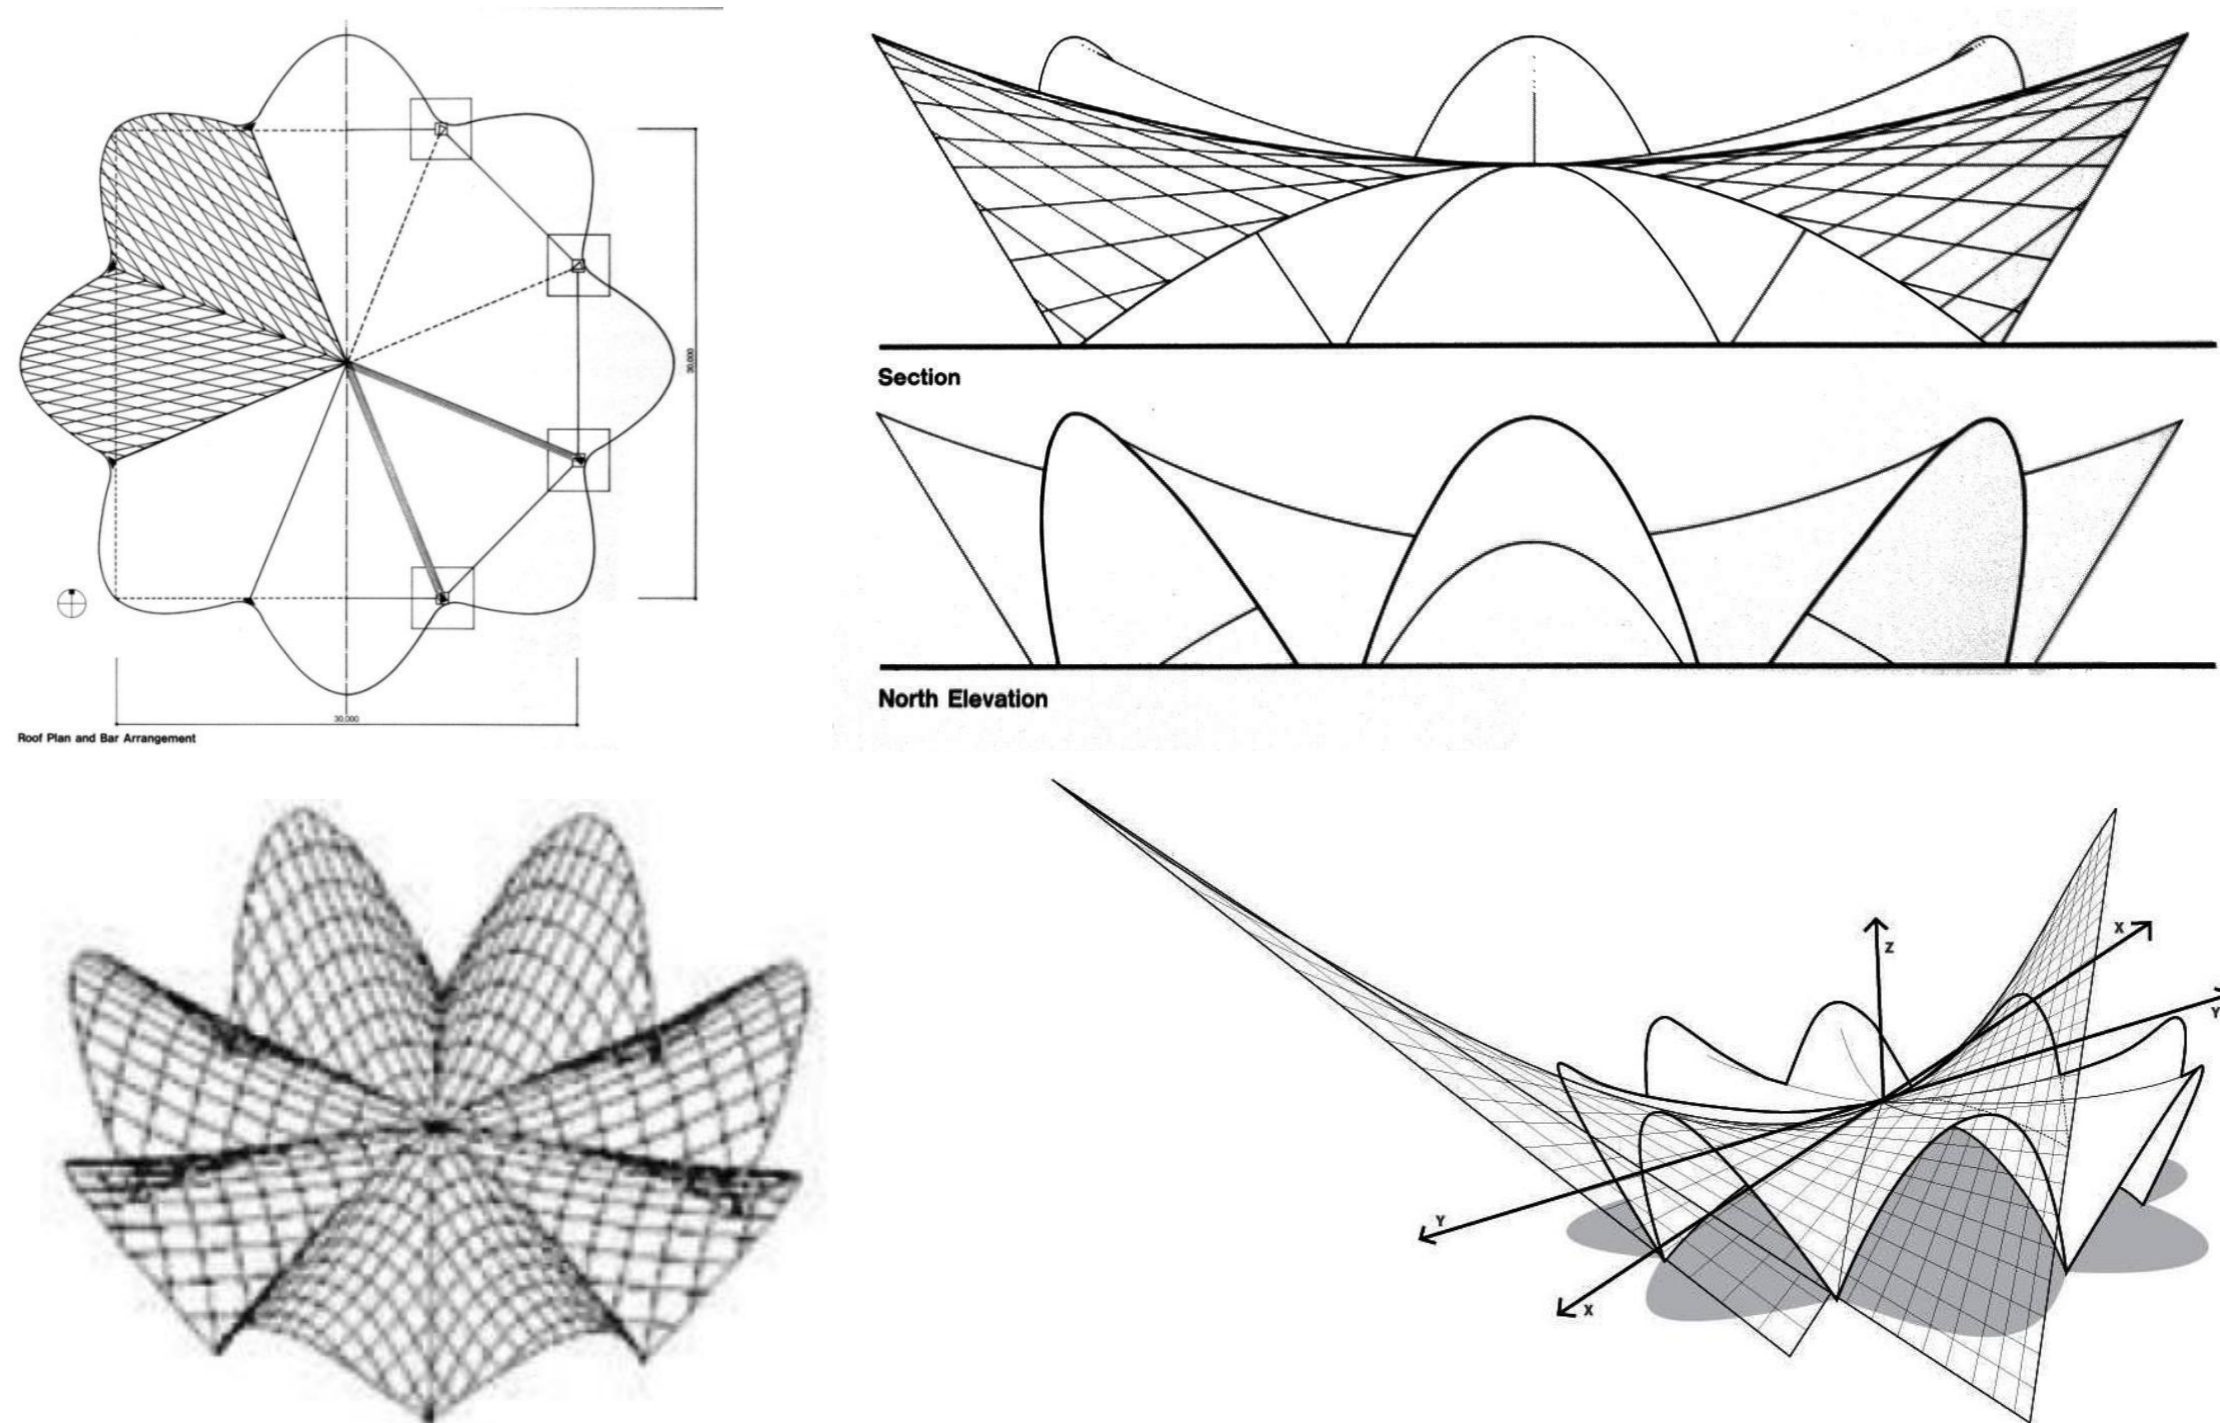 30.000
30.000
Roof Plan and Bar Arrangement
Section
North Elevation
Z
X
Y
Y
X